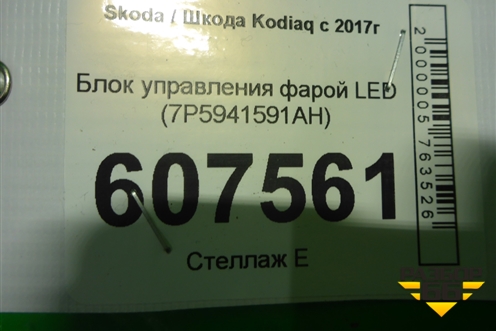 Skoda / Шкода Kodiaq с 2017г
Блок управления фарой LED
(7P5941591AH)
607561
Стеллаж Е
2000005763526